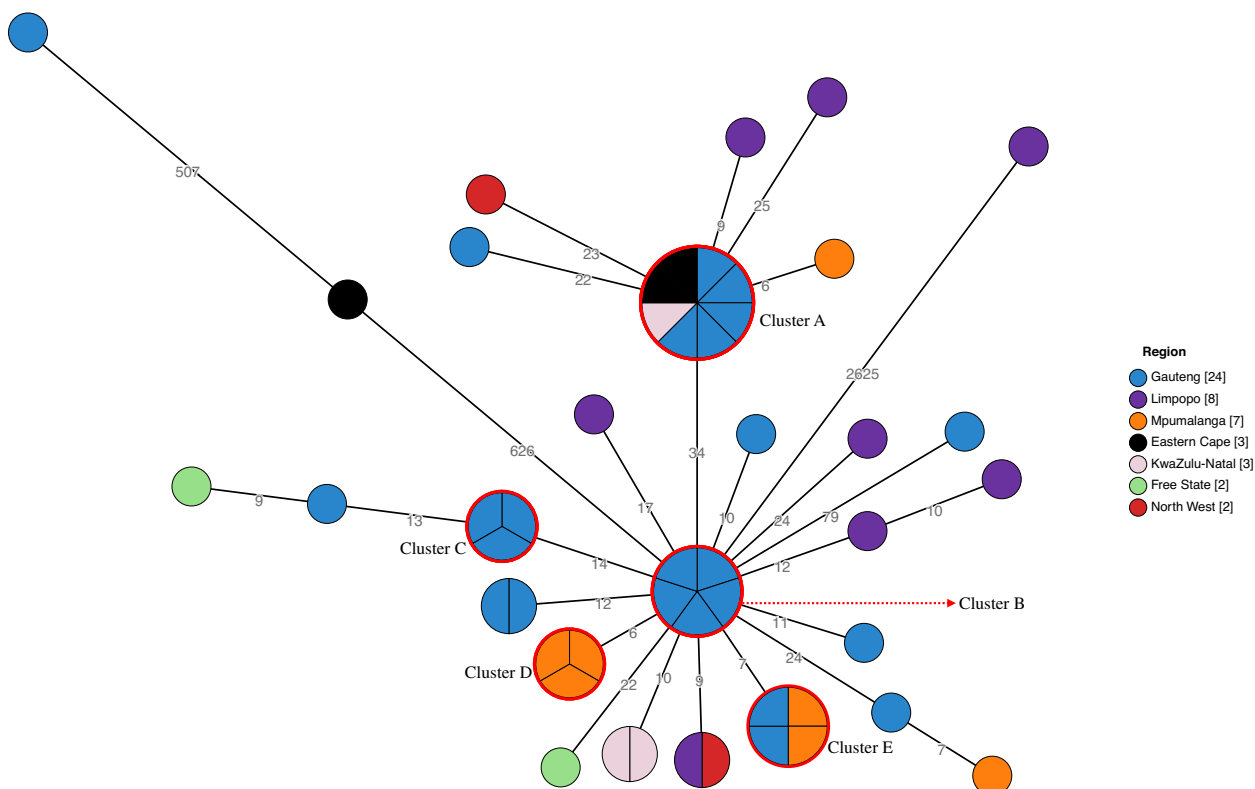 507
9
25
23
22
6
Cluster A
2625
Region
Gauteng [24]
Limpopo [8]
Mpumalanga [7]
Eastern Cape [3]
KwaZulu-Natal [3]
Free State [2]
North West [2]
626
34
17
10
24
79
10
9
13
Cluster C
14
12
12
Cluster B
11
6
24
Cluster D
7
22
10
9
Cluster E
7